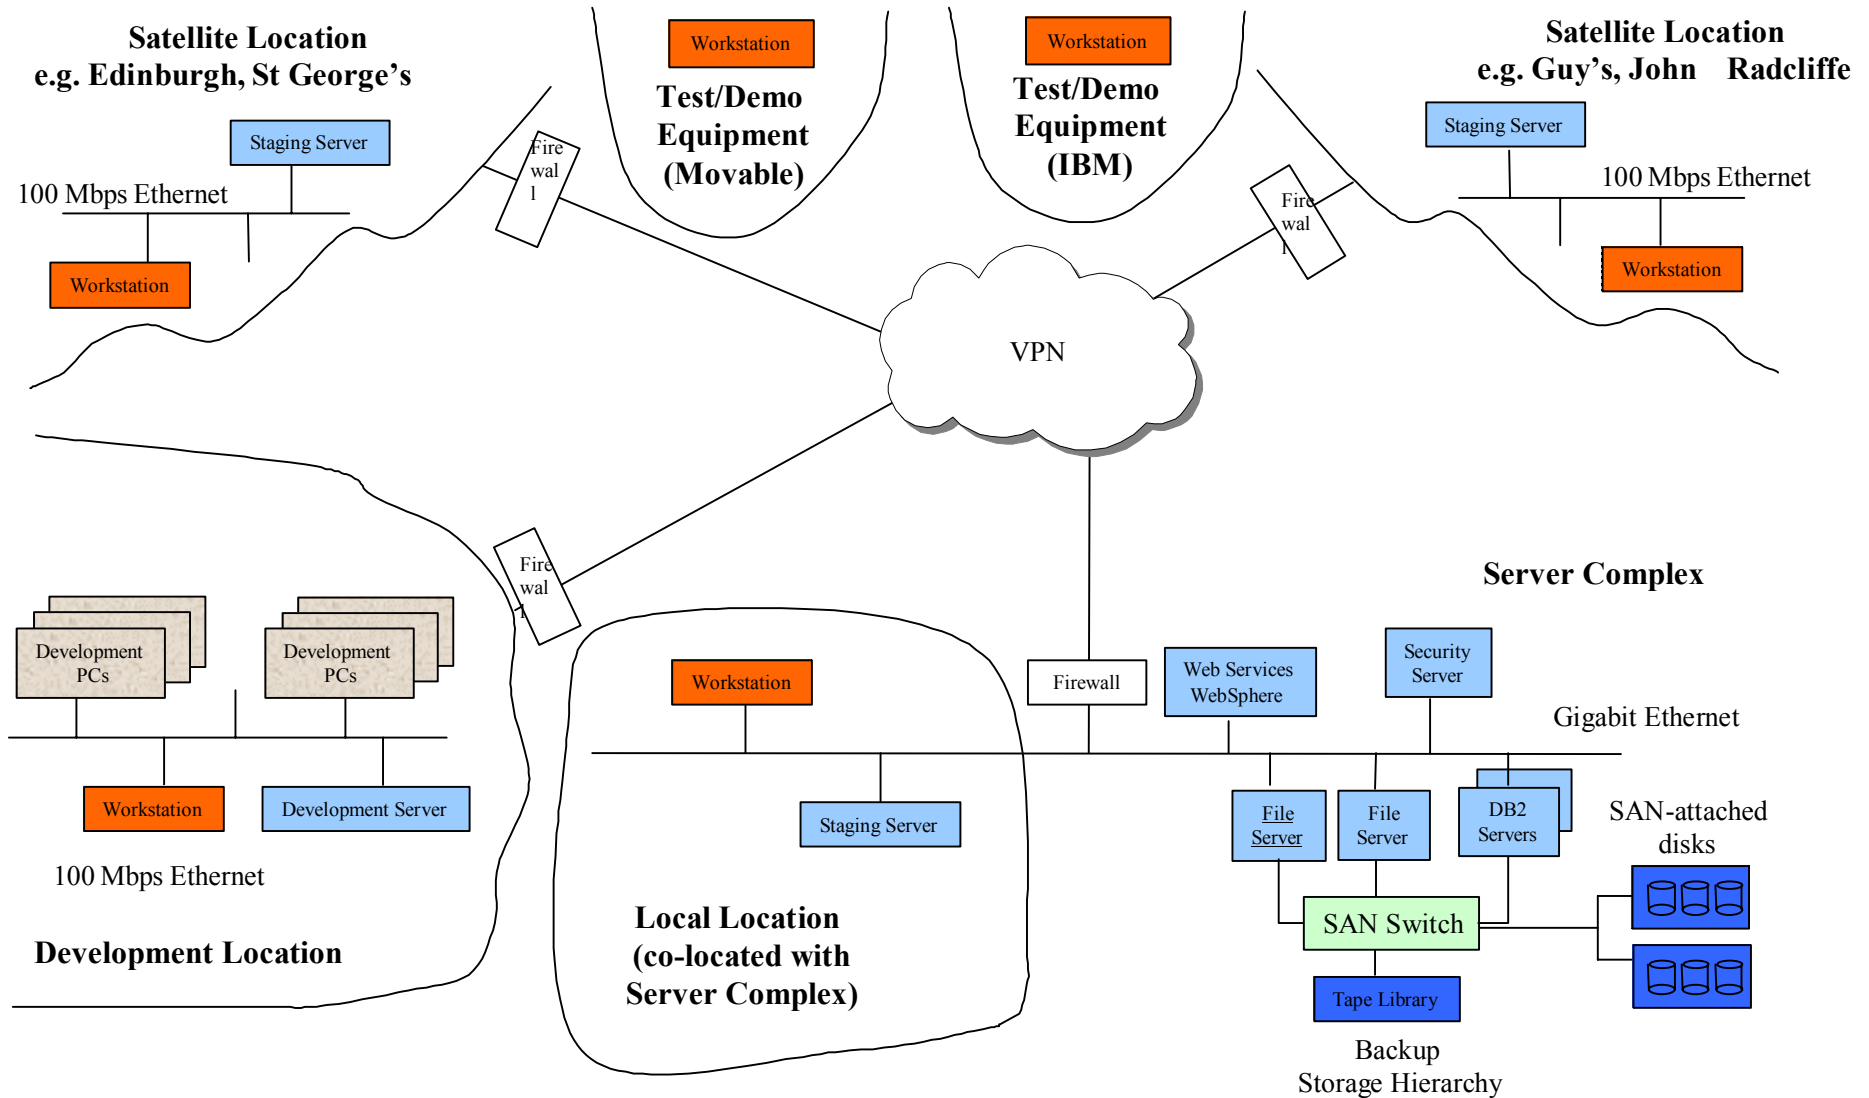 Satellite Location
e.g. Edinburgh, St George's
Staging Server
100 Mbps Ethernet
Workstation
Fire
wal
l
Workstation
Test/Demo
Equipment
(Movable)
Workstation
Test/Demo
Equipment
(IBM)
Satellite Location
e.g. Guy's, John Radcliffe
Staging Server
100 Mbps Ethernet
Workstation
Fire
wal
l
VPN
Fire
wal
l
Development
PCs
Development
PCs
Workstation
Development Server
100 Mbps Ethernet
Development Location
Workstation
Staging Server
Local Location
(co-located with
Server Complex)
Server Complex
Firewall
Web Services
WebSphere
Security
Server
Gigabit Ethernet
File
Server
File
Server
DB2
Servers
SAN-attached
disks
SAN Switch
Tape Library
Backup
Storage Hierarchy